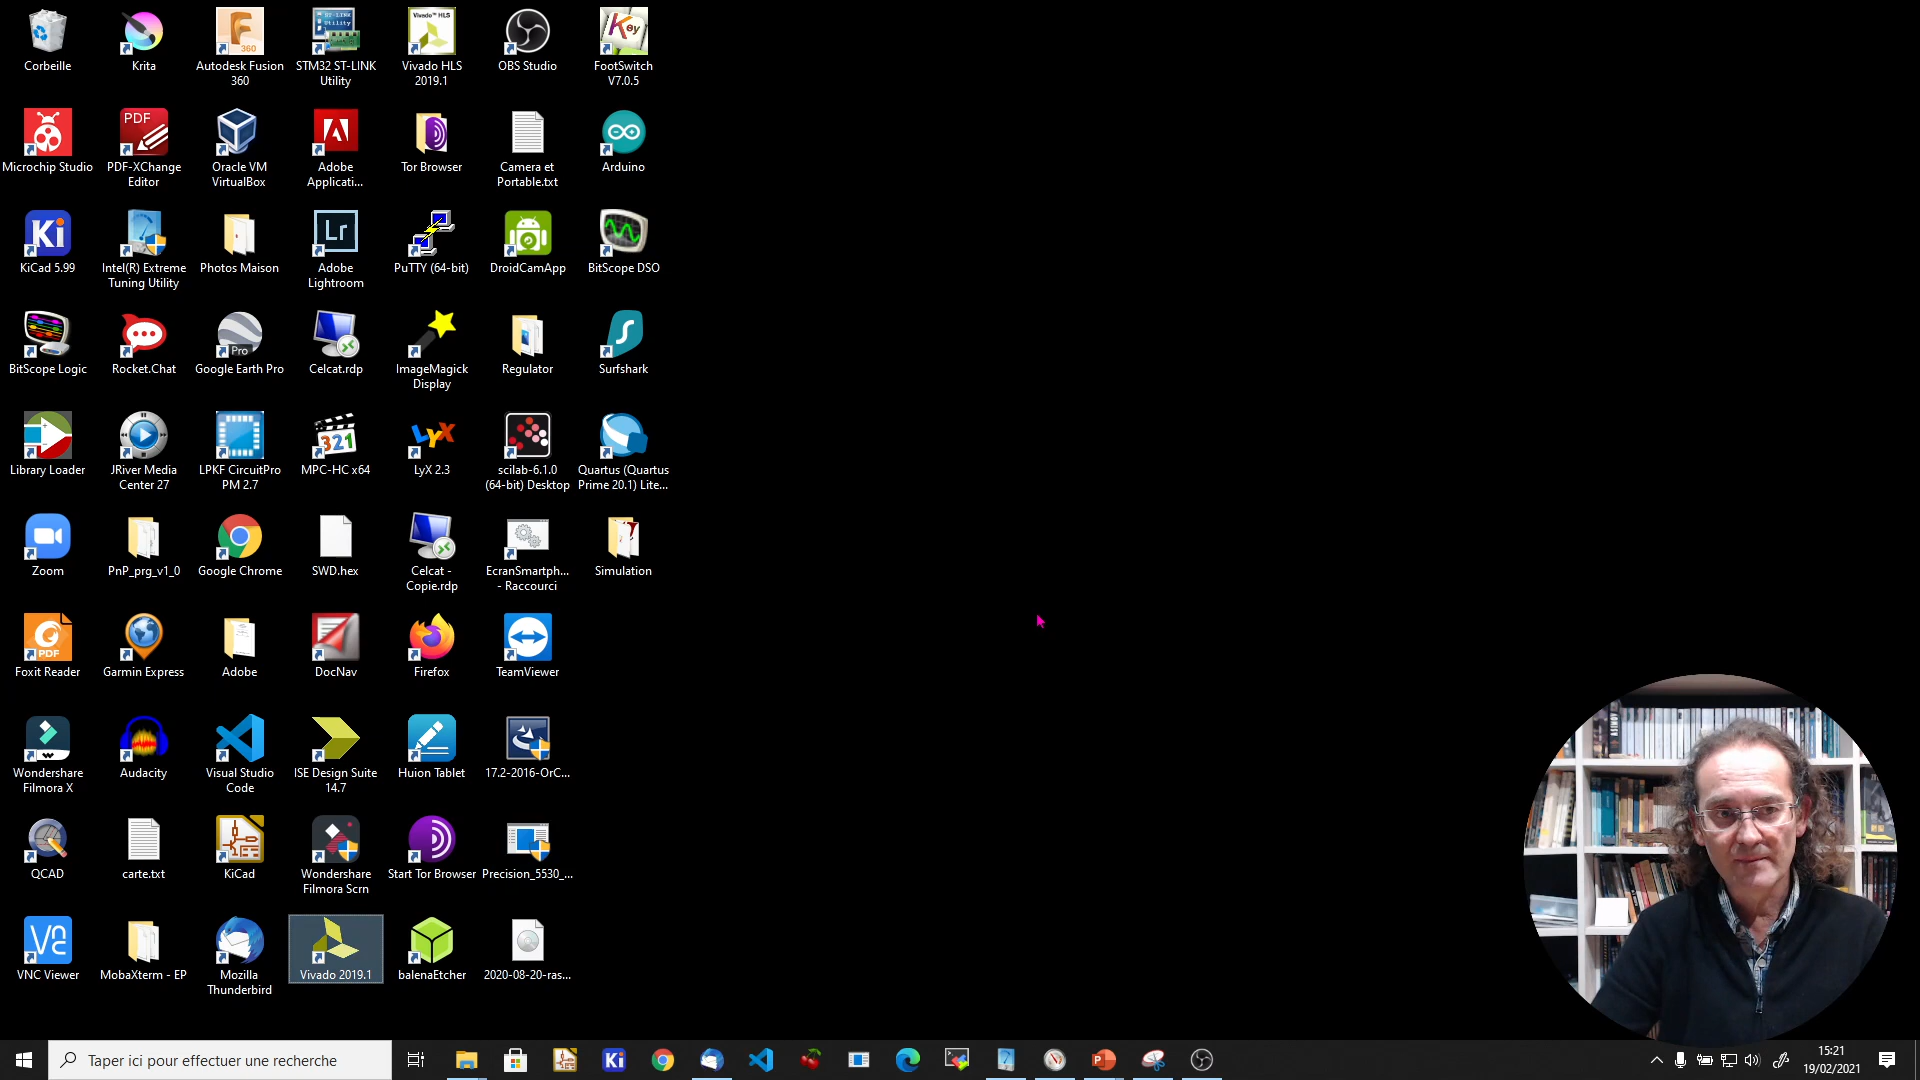 Corbeille
Krita
Autodesk Fusion
360
STM32 ST-LINK
Utility
Vivado HLS
2019.1
OBS Studio
FootSwitch
V7.0.5
Microchip Studio
PDF-XChange
Editor
Oracle VM
VirtualBox
Adobe
Applicati...
Tor Browser
Camera et
Portable.txt
Arduino
KiCad 5.99
Intel(R) Extreme
Tuning Utility
Photos Maison
Adobe
Lightroom
PuTTY (64-bit)
DroidCamApp
BitScope DSO
BitScope Logic
Rocket.Chat
Google Earth Pro
Celcat.rdp
ImageMagick
Display
Regulator
Surfshark
Library Loader
JRiver Media
Center 27
LPKF CircuitPro
PM 2.7
MPC-HC x64
LyX 2.3
scilab-6.1.0
(64-bit) Desktop
Quartus (Quartus
Prime 20.1) Lite...
Zoom
PnP_prg_v1_0
Google Chrome
SWD.hex
Celcat -
Copie.rdp
EcranSmartph...
- Raccourci
Simulation
Foxit Reader
Garmin Express
Adobe
DocNav
Firefox
TeamViewer
Wondershare
Filmora X
Audacity
Visual Studio
Code
ISE Design Suite
14.7
Huion Tablet
17.2-2016-OrC...
QCAD
carte.txt
KiCad
Wondershare
Filmora Scrn
Start Tor Browser
Precision_5530_...
VNC Viewer
MobaXterm - EP
Mozilla
Thunderbird
Vivado 2019.1
balenaEtcher
2020-08-20-ras...
Taper ici pour effectuer une recherche
15:21
19/02/2021